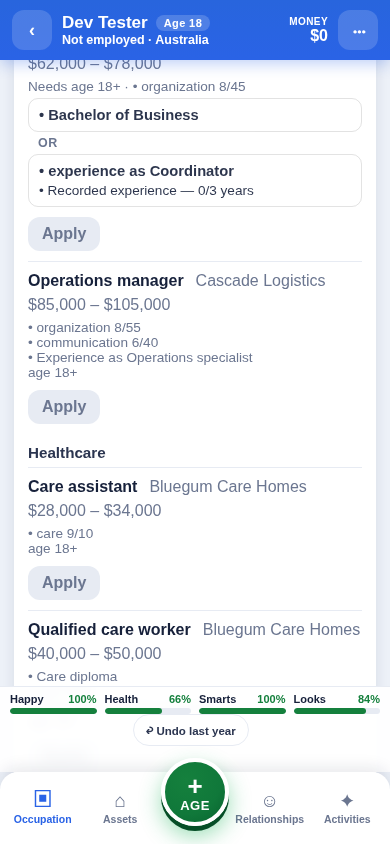 Dev Tester Age 18
Not employed · Australia
MONEY
$0
$62,000 – $78,000
Needs age 18+ · • organization 8/45
• Bachelor of Business
OR
• experience as Coordinator
• Recorded experience — 0/3 years
Apply
Operations manager Cascade Logistics
$85,000 – $105,000
• organization 8/55
• communication 6/40
• Experience as Operations specialist
age 18+
Apply
Healthcare
Care assistant Bluegum Care Homes
$28,000 – $34,000
• care 9/10
age 18+
Apply
Qualified care worker Bluegum Care Homes
$40,000 – $50,000
• Care diploma
Happy 100% Health 66% Smarts 100% Looks 84%
Undo last year
+
AGE
Occupation Assets Relationships Activities